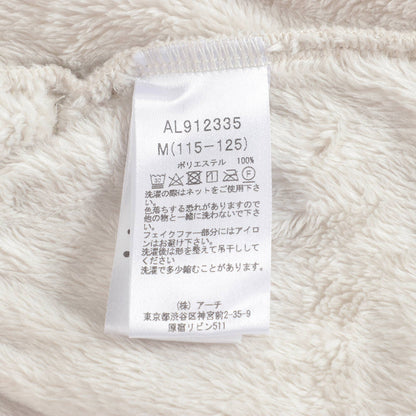 AL912335
M(115-125)
ポリエステル 100%
洗濯の際はネットをご使用下さ
い。
色落ちする恐れがありますので
他の物と一緒に洗わないで下さ
い。
フェイクファー部分にはアイロ
ンはお避け下さい。
洗濯後は形を整えて吊干しして
下さい。
洗濯で多少縮むことがあります。
(株) アーチ
東京都渋谷区神宮前2-35-9
原宿リビン511